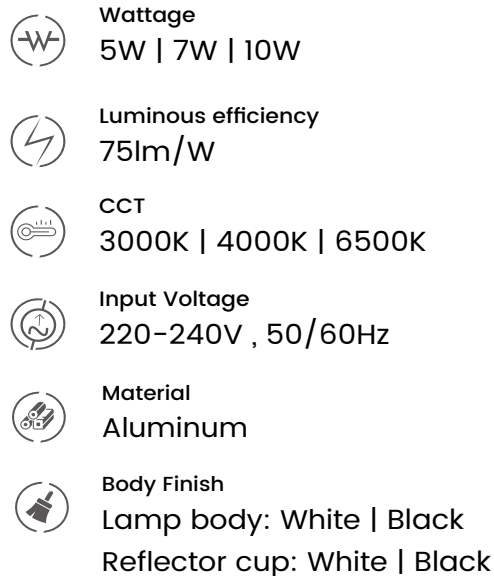 Wattage
5W | 7W | 10W
Luminous efficiency
75lm/W
CCT
3000K | 4000K | 6500K
Input Voltage
220-240V , 50/60Hz
Material
Aluminum
Body Finish
Lamp body: White | Black
Reflector cup: White | Black